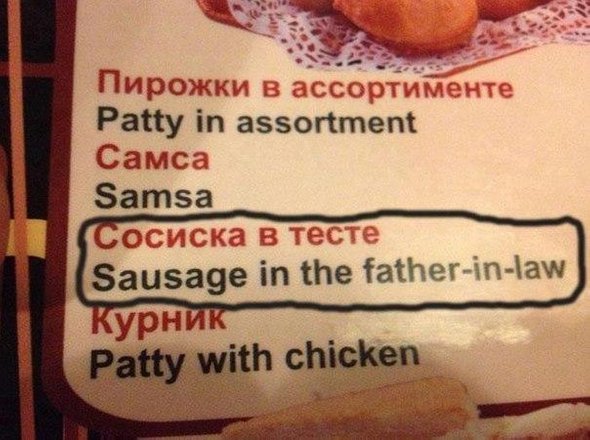 Пирожки в ассортименте
Patty in assortment
Самса
Samsa
Сосиска в тесте
Sausage in the father-in-law
Курник
Patty with chicken